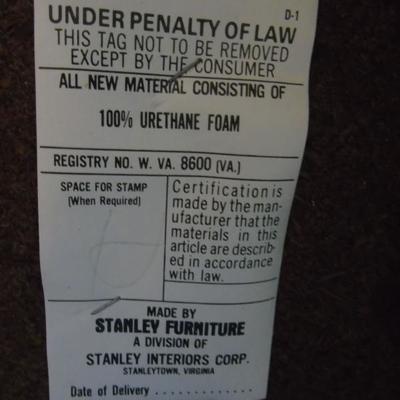 D-1
UNDER PENALTY OF LAW
THIS TAG NOT TO BE REMOVED
EXCEPT BY THE CONSUMER
ALL NEW MATERIAL CONSISTING OF
100% URETHANE FOAM
REGISTRY NO. W. VA. 8600 (VA.)
SPACE FOR STAMP
(When Required)
Certification is
made by the man-
ufacturer that the
materials in this
article are describ-
ed in accordance
with law.
MADE BY
STANLEY FURNITURE
A DIVISION OF
STANLEY INTERIORS CORP.
STANLEYTOWN, VIRGINIA
Date of Delivery ..............